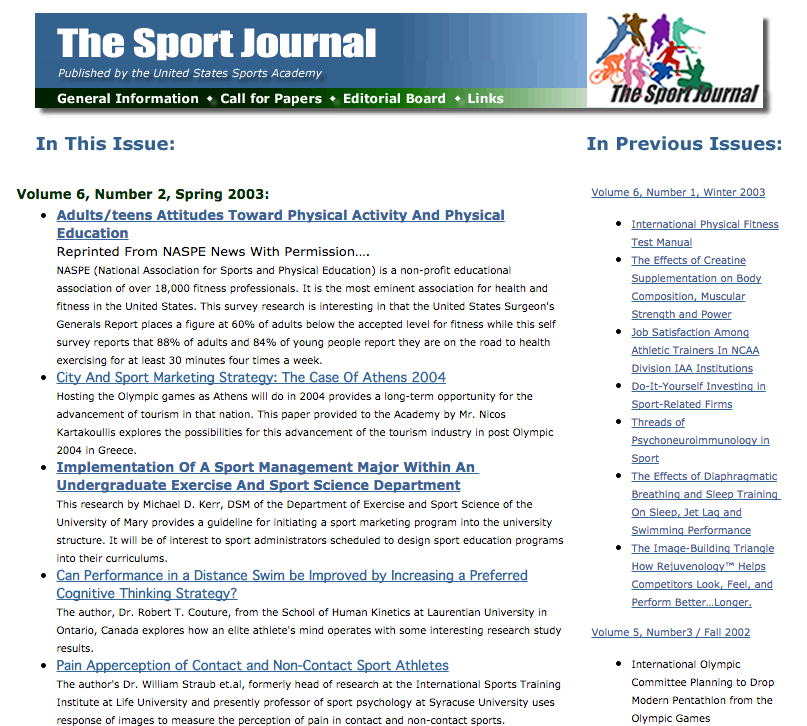 The Sport Journal
Published by the United States Sports Academy
The Sport Journal
General Information • Call for Papers • Editorial Board • Links
In This Issue:
Volume 6, Number 2, Spring 2003:
• Adults/teens Attitudes Toward Physical Activity And Physical
Education
Reprinted From NASPE News With Permission....
NASPE (National Association for Sports and Physical Education) is a non-profit educational
association of over 18,000 fitness professionals. It is the most eminent association for health and
fitness in the United States. This survey research is interesting in that the United States Surgeon's
Generals Report places a figure at 60% of adults below the accepted level for fitness while this self
survey reports that 88% of adults and 84% of young people report they are on the road to health
exercising for at least 30 minutes four times a week.
• City And Sport Marketing Strategy: The Case Of Athens 2004
Hosting the Olympic games as Athens will do in 2004 provides a long-term opportunity for the
advancement of tourism in that nation. This paper provided to the Academy by Mr. Nicos
Kartakoullis explores the possibilities for this advancement of the tourism industry in post Olympic
2004 in Greece.
• Implementation Of A Sport Management Major Within An
Undergraduate Exercise And Sport Science Department
This research by Michael D. Kerr, DSM of the Department of Exercise and Sport Science of the
University of Mary provides a guideline for initiating a sport marketing program into the university
structure. It will be of interest to sport administrators scheduled to design sport education programs
into their curriculums.
• Can Performance in a Distance Swim be Improved by Increasing a Preferred
Cognitive Thinking Strategy?
The author, Dr. Robert T. Couture, from the School of Human Kinetics at Laurentian University in
Ontario, Canada explores how an elite athlete's mind operates with some interesting research study
results.
• Pain Apperception of Contact and Non-Contact Sport Athletes
The author's Dr. William Straub et.al, formerly head of research at the International Sports Training
Institute at Life University and presently professor of sport psychology at Syracuse University uses
response of images to measure the perception of pain in contact and non-contact sports.
In Previous Issues:
Volume 6, Number 1, Winter 2003
• International Physical Fitness
Test Manual
• The Effects of Creatine
Supplementation on Body
Composition, Muscular
Strength and Power
• Job Satisfaction Among
Athletic Trainers In NCAA
Division IAA Institutions
• Do-It-Yourself Investing in
Sport-Related Firms
• Threads of
Psychoneuroimmunology in
Sport
• The Effects of Diaphragmatic
Breathing and Sleep Training
On Sleep, Jet Lag and
Swimming Performance
• The Image-Building Triangle
How Rejuvenology™ Helps
Competitors Look, Feel, and
Perform Better...Longer.
Volume 5, Number3 / Fall 2002
• International Olympic
Committee Planning to Drop
Modern Pentathlon from the
Olympic Games